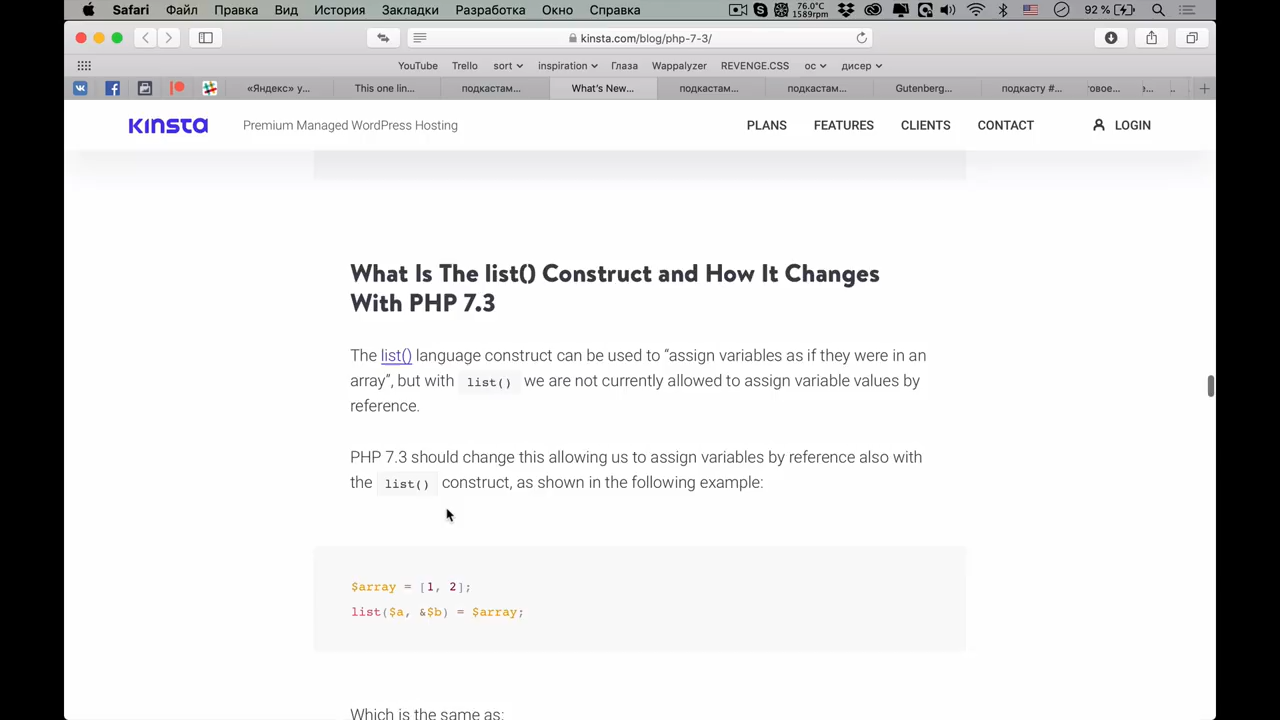 Safari Файл Правка Вид История Закладки Разработка Окно Справка 76.0°C 1589rpm 92 %
kinsta.com/blog/php-7-3/
YouTube Trello sort inspiration Глаза Wappalyzer REVENGE.CSS ос дисер
«Яндекс» у... This one lin... подкастам... What's New... подкастам... подкастам... Gutenberg... подкасту #... 'овое... э... ..
KINSTA Premium Managed WordPress Hosting PLANS FEATURES CLIENTS CONTACT LOGIN
What Is The list() Construct and How It Changes
With PHP 7.3
The list() language construct can be used to “assign variables as if they were in an
array”, but with list() we are not currently allowed to assign variable values by
reference.
PHP 7.3 should change this allowing us to assign variables by reference also with
the list() construct, as shown in the following example:
$array = [1, 2];
list($a, &$b) = $array;
Which is the same as: